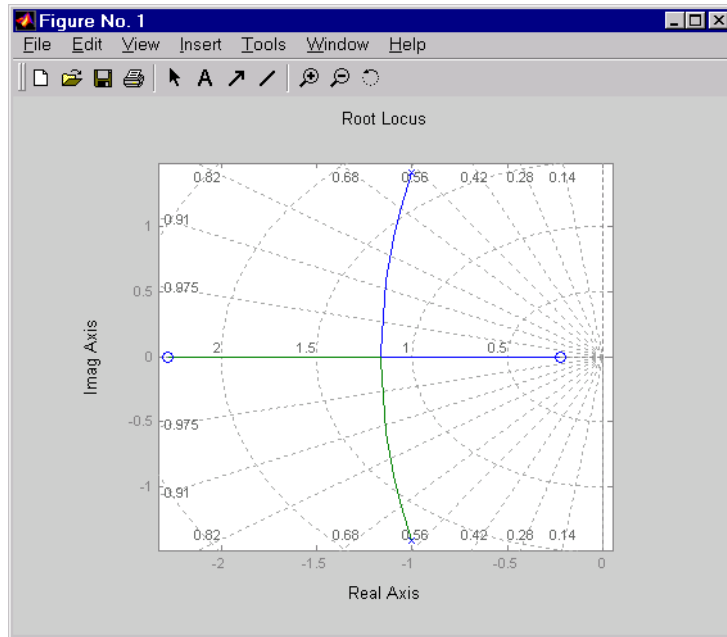 Figure No. 1
File Edit View Insert Tools Window Help
A
Root Locus
0.82 0.68 0.56 0.42 0.28 0.14
0.91
1
0.975
0.5
2 1.5 1 0.5
0
Imag Axis
0.975
-0.5
0.91
-1
0.82 0.68 0.56 0.42 0.28 0.14
-2 -1.5 -1 -0.5 0
Real Axis